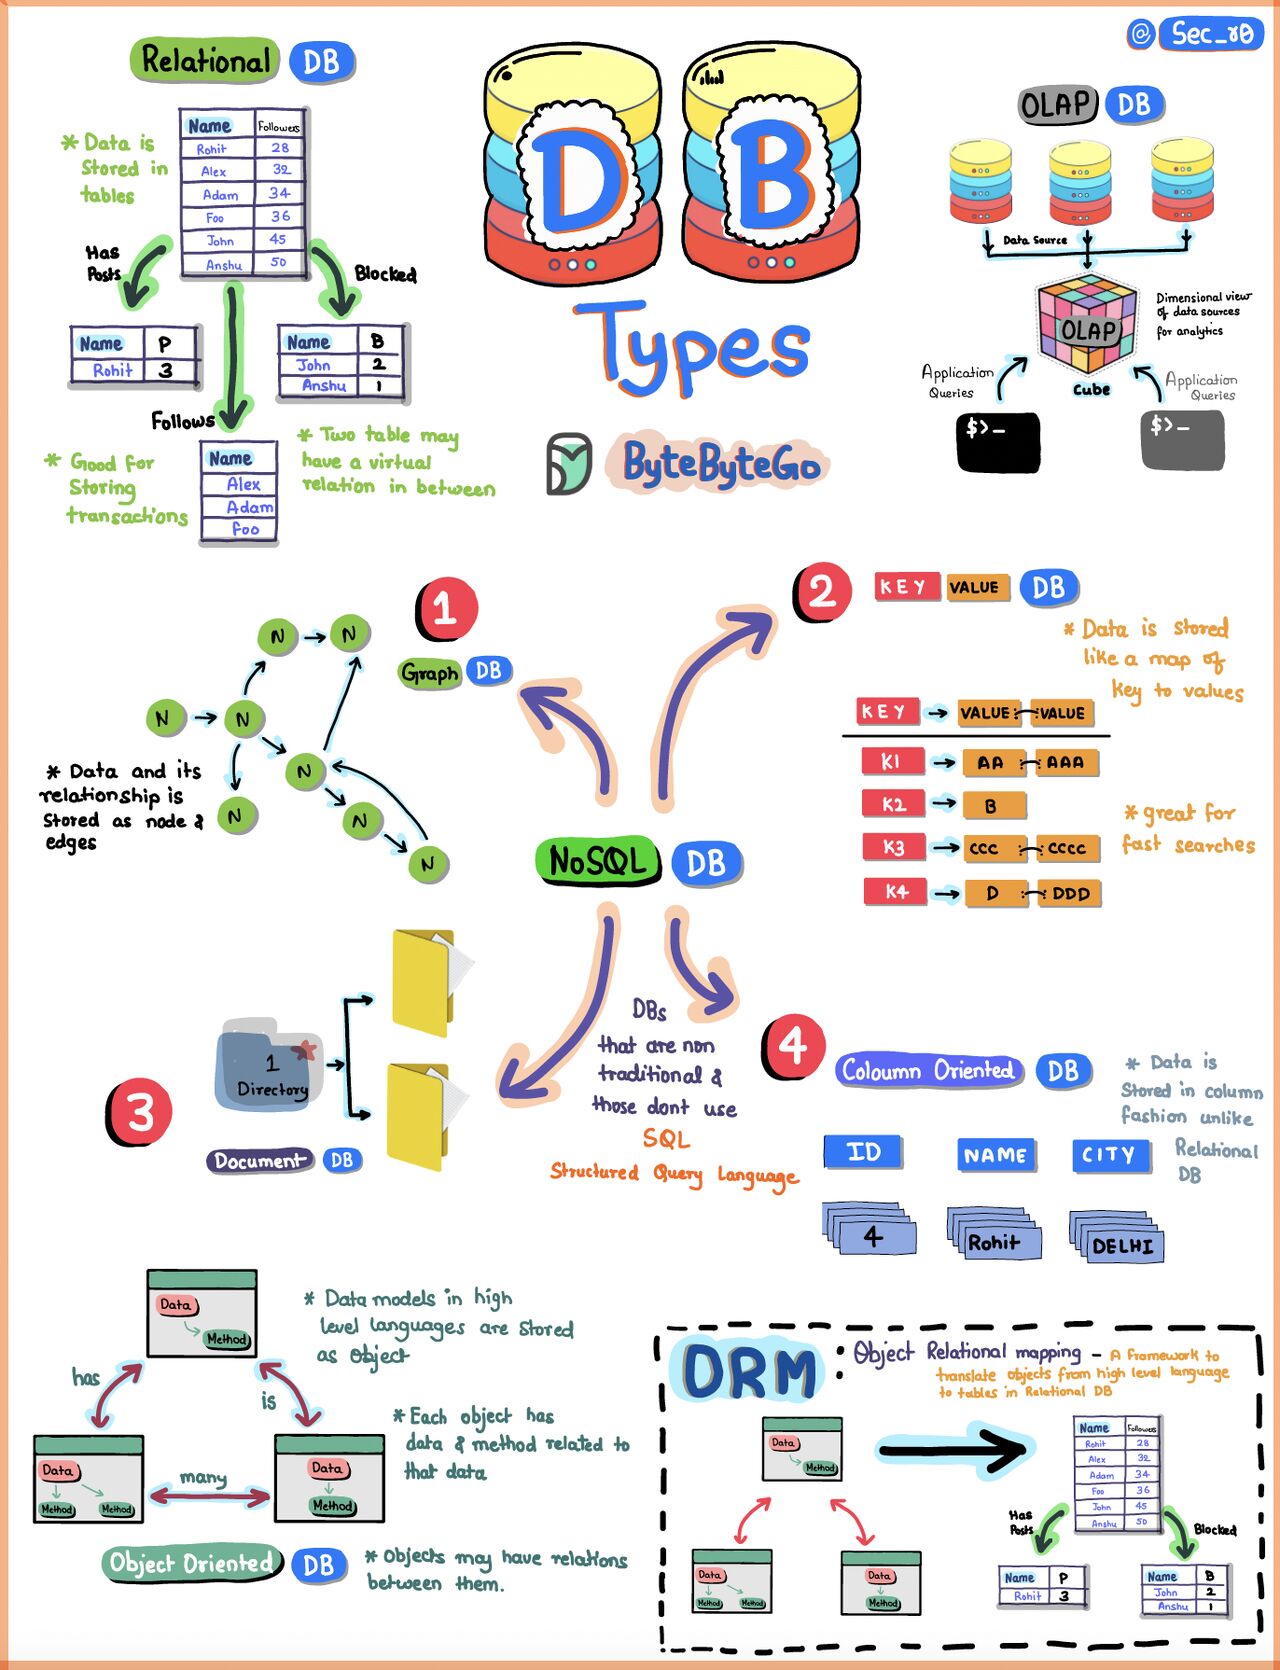 @ Sec_r0
Relational DB
* Data is
Stored in
tables
Name Followers
Rohit 28
Alex 32
Adam 34
Foo 36
John 45
Anshu 50
Has
Posts
Blocked
Name P
Rohit 3
Name B
John 2
Anshu 1
Follows
Name
Alex
Adam
Foo
* Good for
Storing
transactions
* Two table may
have a virtual
relation in between
D B
Types
ByteByteGo
OLAP DB
Data Source
OLAP
Cube
Dimensional view
of data sources
for analytics
Application
Queries
Application
Queries
$>_
$>_
1
Graph DB
N N
N N
N
N
N
N
* Data and its
relationship is
Stored as node &
edges
2
KEY VALUE DB
* Data is stored
like a map of
key to values
KEY VALUE VALUE
K1 AA AAA
K2 B
K3 CCC CCCC
K4 D DDD
* great for
fast searches
NoSQL DB
DBs
that are non
traditional &
those dont use
SQL
Structured Query Language
3
1
Directory
Document DB
4
Coloumn Oriented DB
* Data is
Stored in column
fashion unlike
Relational
DB
ID NAME CITY
4 Rohit DELHI
Data
Method
has
is
many
Data
Method Method
Data
Method
* Data models in high
level languages are stored
as object
* Each object has
data & method related to
that data
Object Oriented DB
* Objects may have relations
between them.
ORM : Object Relational mapping - A framework to
translate objects from high level language
to tables in Relational DB
Data
Method
Data
Method Method
Data
Method
Name Followers
Rohit 28
Alex 32
Adam 34
Foo 36
John 45
Anshu 50
Has
Posts
Blocked
Name P
Rohit 3
Name B
John 2
Anshu 1